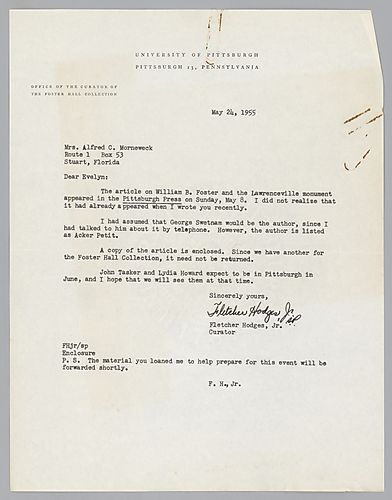 UNIVERSITY OF PITTSBURGH
PITTSBURGH 13, PENNSYLVANIA
OFFICE OF THE CURATOR OF
THE FOSTER HALL COLLECTION
May 24, 1955
Mrs. Alfred C. Morneweck
Route 1 Box 53
Stuart, Florida
Dear Evelyn:
The article on William B. Foster and the Lawrenceville monument
appeared in the Pittsburgh Press on Sunday, May 8. I did not realize that
it had already appeared when I wrote you recently.
I had assumed that George Swetnam would be the author, since I
had talked to him about it by telephone. However, the author is listed
as Acker Petit.
A copy of the article is enclosed. Since we have another for
the Foster Hall Collection, it need not be returned.
John Tasker and Lydia Howard expect to be in Pittsburgh in
June, and I hope that we will see them at that time.
Sincerely yours,
Fletcher Hodges, Jr.
sp
Fletcher Hodges, Jr.
Curator
FHjr/sp
Enclosure
P. S. The material you loaned me to help prepare for this event will be
forwarded shortly.
F. H., Jr.